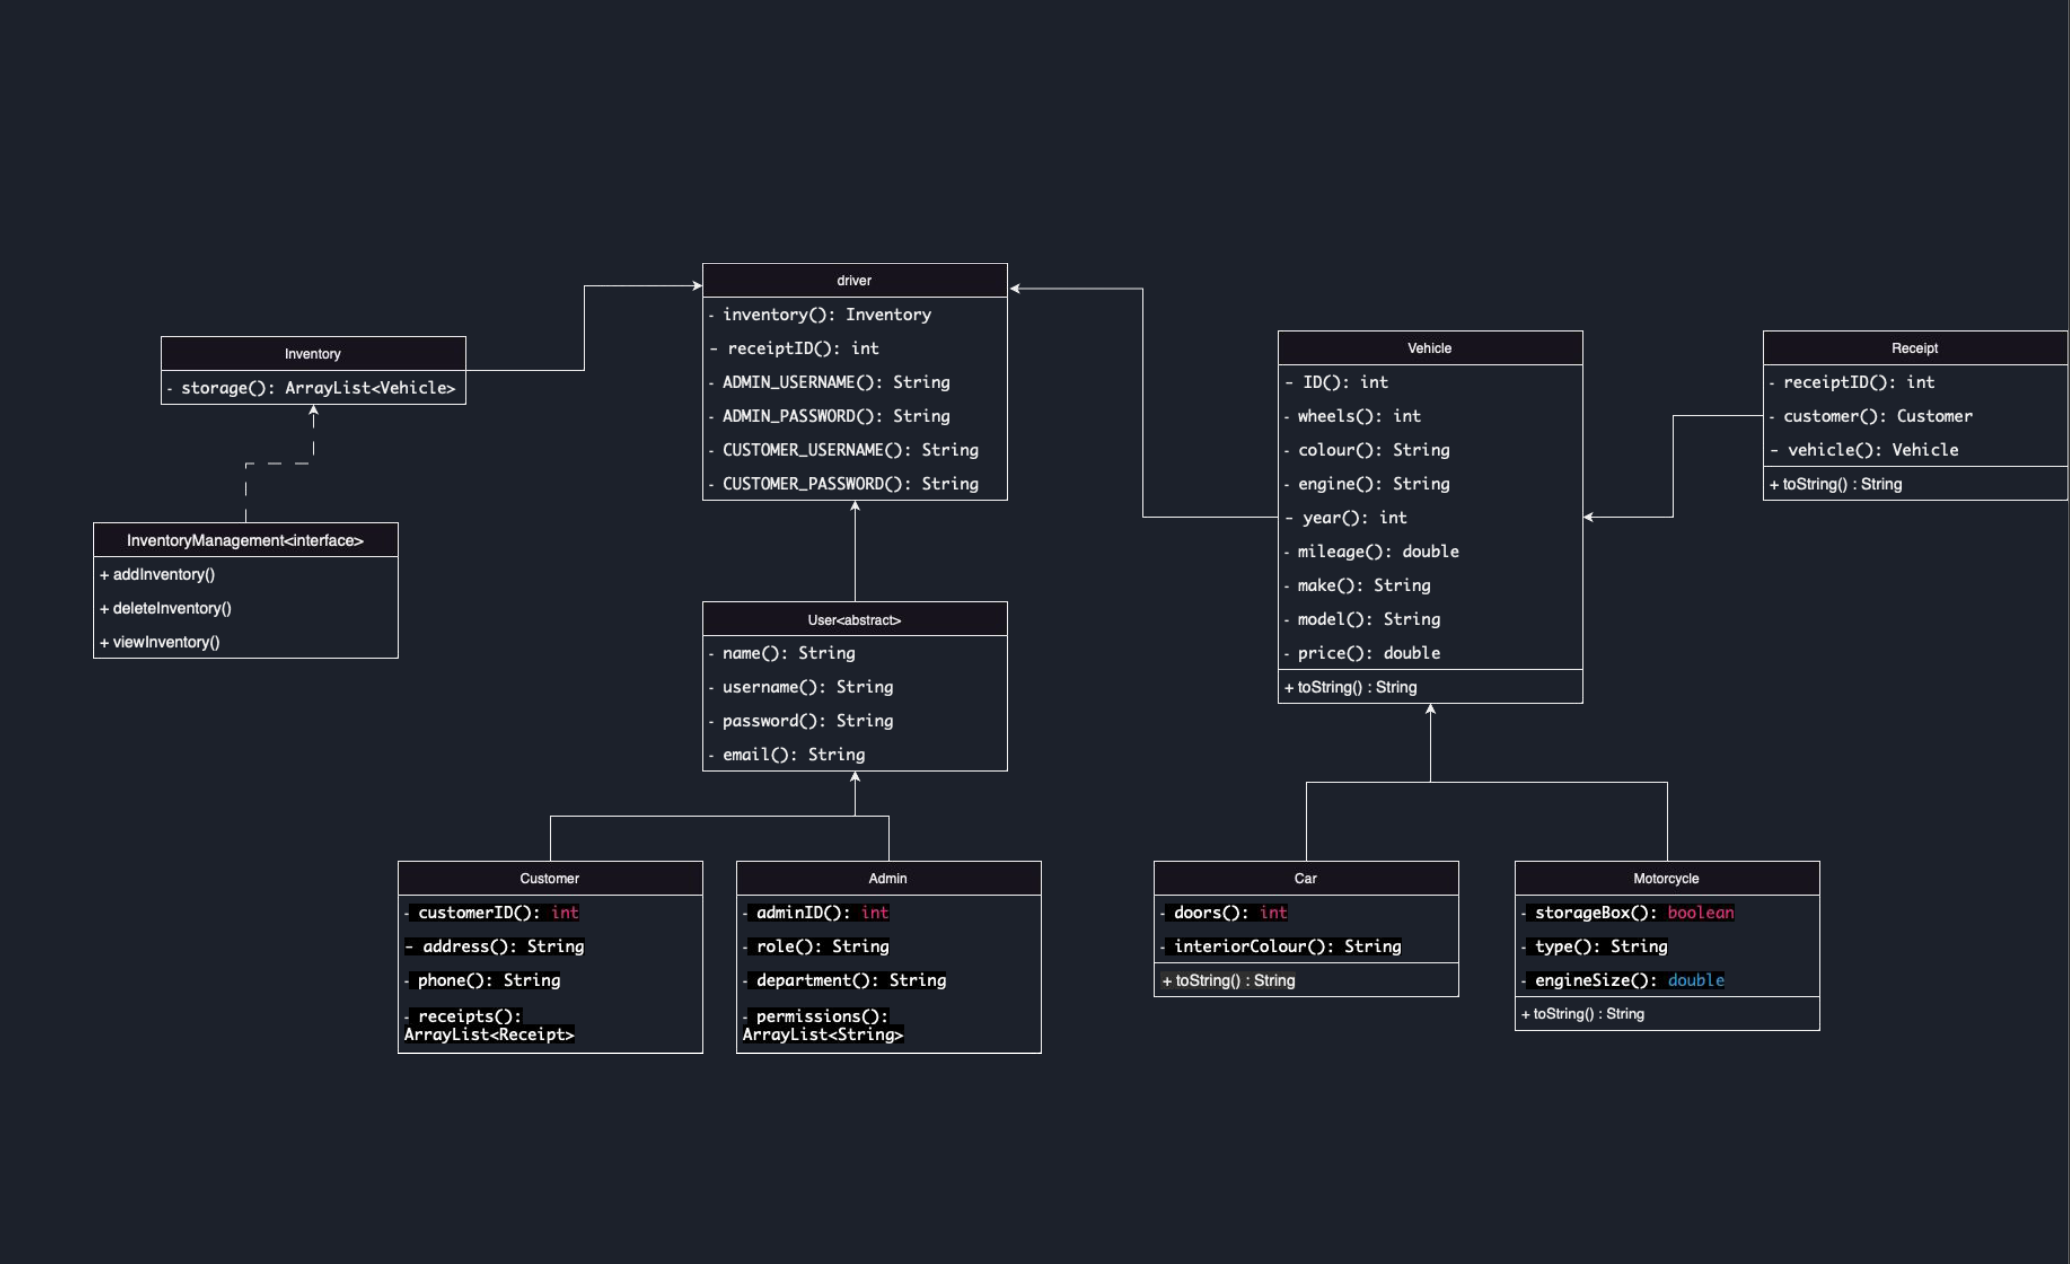 driver
- inventory(): Inventory
- receiptID(): int
- ADMIN_USERNAME(): String
- ADMIN_PASSWORD(): String
- CUSTOMER_USERNAME(): String
- CUSTOMER_PASSWORD(): String
Inventory
- storage(): ArrayList<Vehicle>
InventoryManagement<interface>
+ addInventory()
+ deleteInventory()
+ viewInventory()
User<abstract>
- name(): String
- username(): String
- password(): String
- email(): String
Customer
- customerID(): int
- address(): String
- phone(): String
- receipts():
ArrayList<Receipt>
Admin
- adminID(): int
- role(): String
- department(): String
- permissions():
ArrayList<String>
Vehicle
- ID(): int
- wheels(): int
- colour(): String
- engine(): String
- year(): int
- mileage(): double
- make(): String
- model(): String
- price(): double
+ toString() : String
Receipt
- receiptID(): int
- customer(): Customer
- vehicle(): Vehicle
+ toString() : String
Car
- doors(): int
- interiorColour(): String
+ toString() : String
Motorcycle
- storageBox(): boolean
- type(): String
- engineSize(): double
+ toString() : String